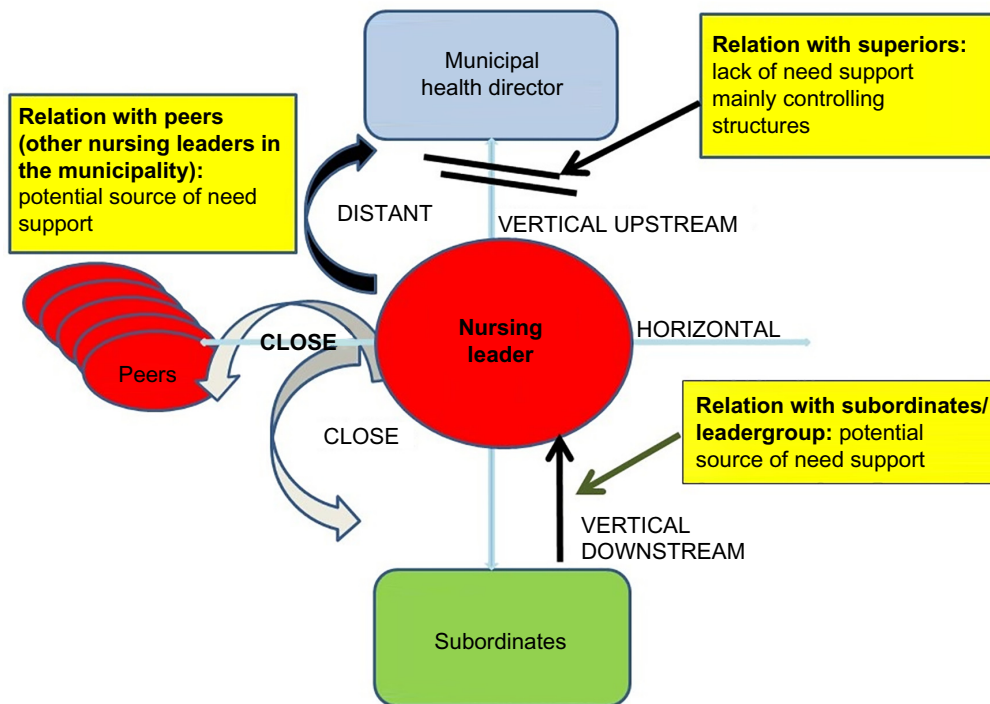 Municipal
health director
Relation with superiors:
lack of need support
mainly controlling
structures
Relation with peers
(other nursing leaders in
the municipality):
potential source of need
support
DISTANT
VERTICAL UPSTREAM
Nursing
leader
HORIZONTAL
CLOSE
Peers
CLOSE
Relation with subordinates/
leadergroup: potential
source of need support
VERTICAL
DOWNSTREAM
Subordinates